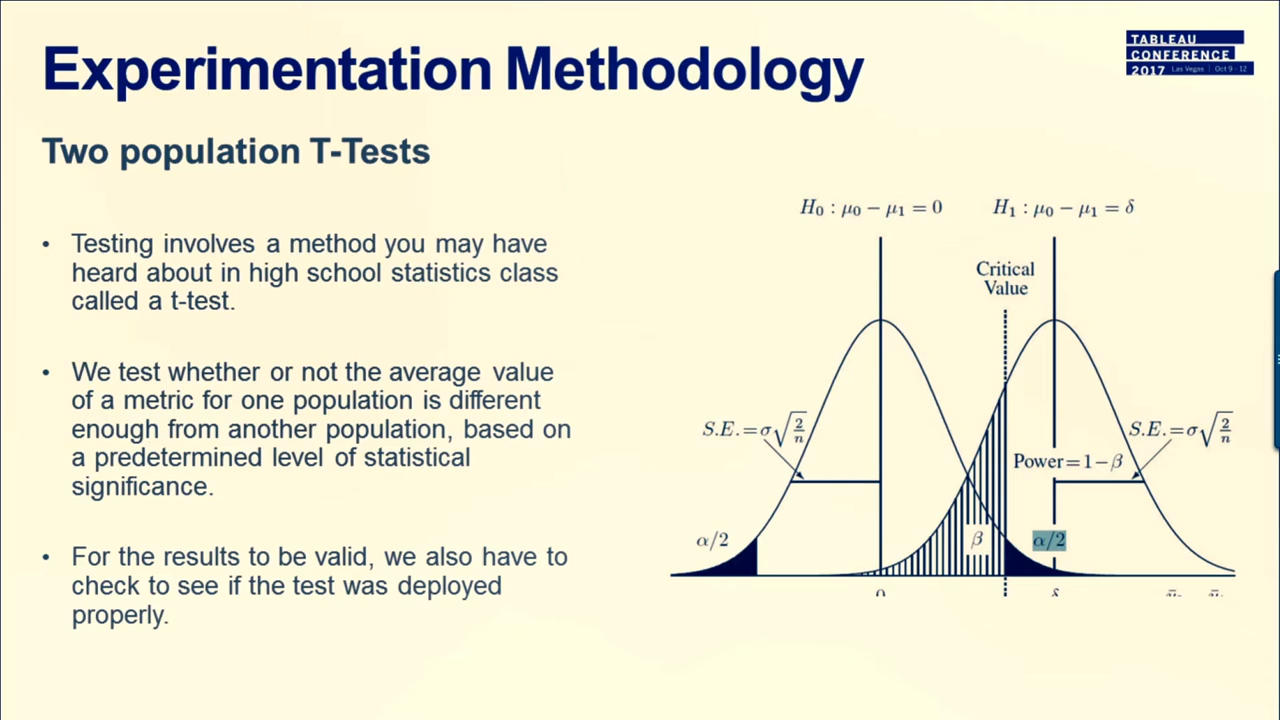 Experimentation Methodology
TABLEAU
CONFERENCE
2017 Las Vegas | Oct 9 - 12
Two population T-Tests
• Testing involves a method you may have
heard about in high school statistics class
called a t-test.
• We test whether or not the average value
of a metric for one population is different
enough from another population, based on
a predetermined level of statistical
significance.
• For the results to be valid, we also have to
check to see if the test was deployed
properly.
H₀ : μ₀ − μ₁ = 0
H₁ : μ₀ − μ₁ = δ
Critical
Value
S.E.=σ√(2/n)
S.E.=σ√(2/n)
Power=1−β
α/2
β
α/2